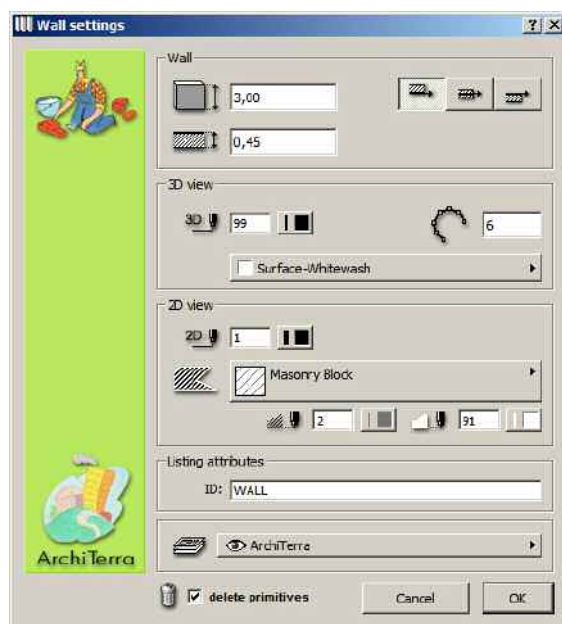 Wall settings
Wall
3,00
0,45
3D view
3D
99
6
Surface-Whitewash
2D view
2D
1
Masonry Block
2
91
Listing attributes
ID:
WALL
ArchiTerra
ArchiTerra
delete primitives
Cancel
OK